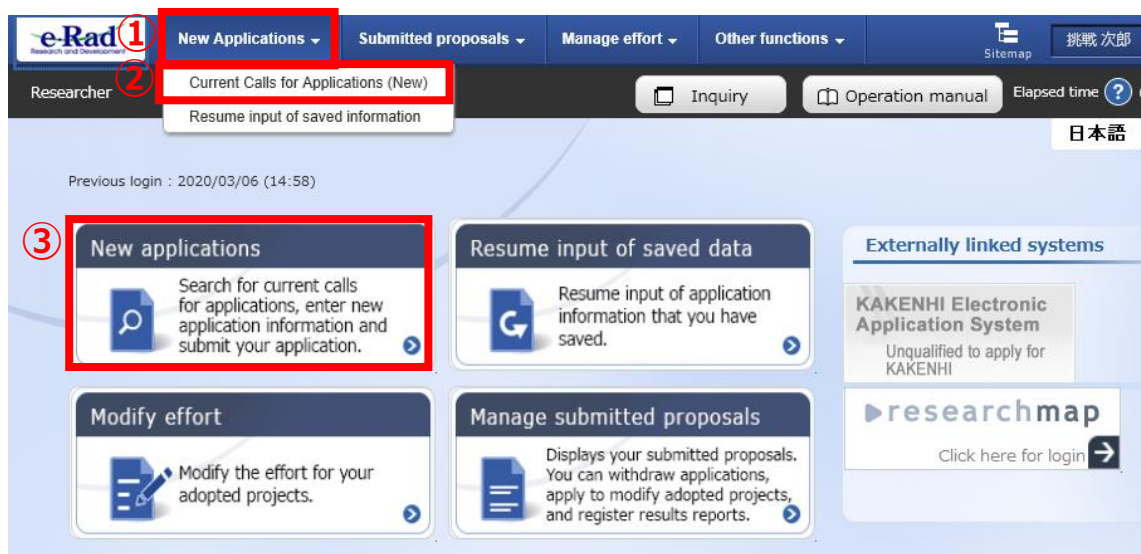 e-Rad
Research and Development
① New Applications Submitted proposals Manage effort Other functions Sitemap 挑戦 次郎
② Current Calls for Applications (New)
Resume input of saved information
Researcher Inquiry Operation manual Elapsed time ?
日本語
Previous login : 2020/03/06 (14:58)
③
New applications
Search for current calls
for applications, enter new
application information and
submit your application.
Resume input of saved data
Resume input of application
information that you have
saved.
Externally linked systems
KAKENHI Electronic
Application System
Unqualified to apply for
KAKENHI
researchmap
Click here for login
Modify effort
Modify the effort for your
adopted projects.
Manage submitted proposals
Displays your submitted proposals.
You can withdraw applications,
apply to modify adopted projects,
and register results reports.